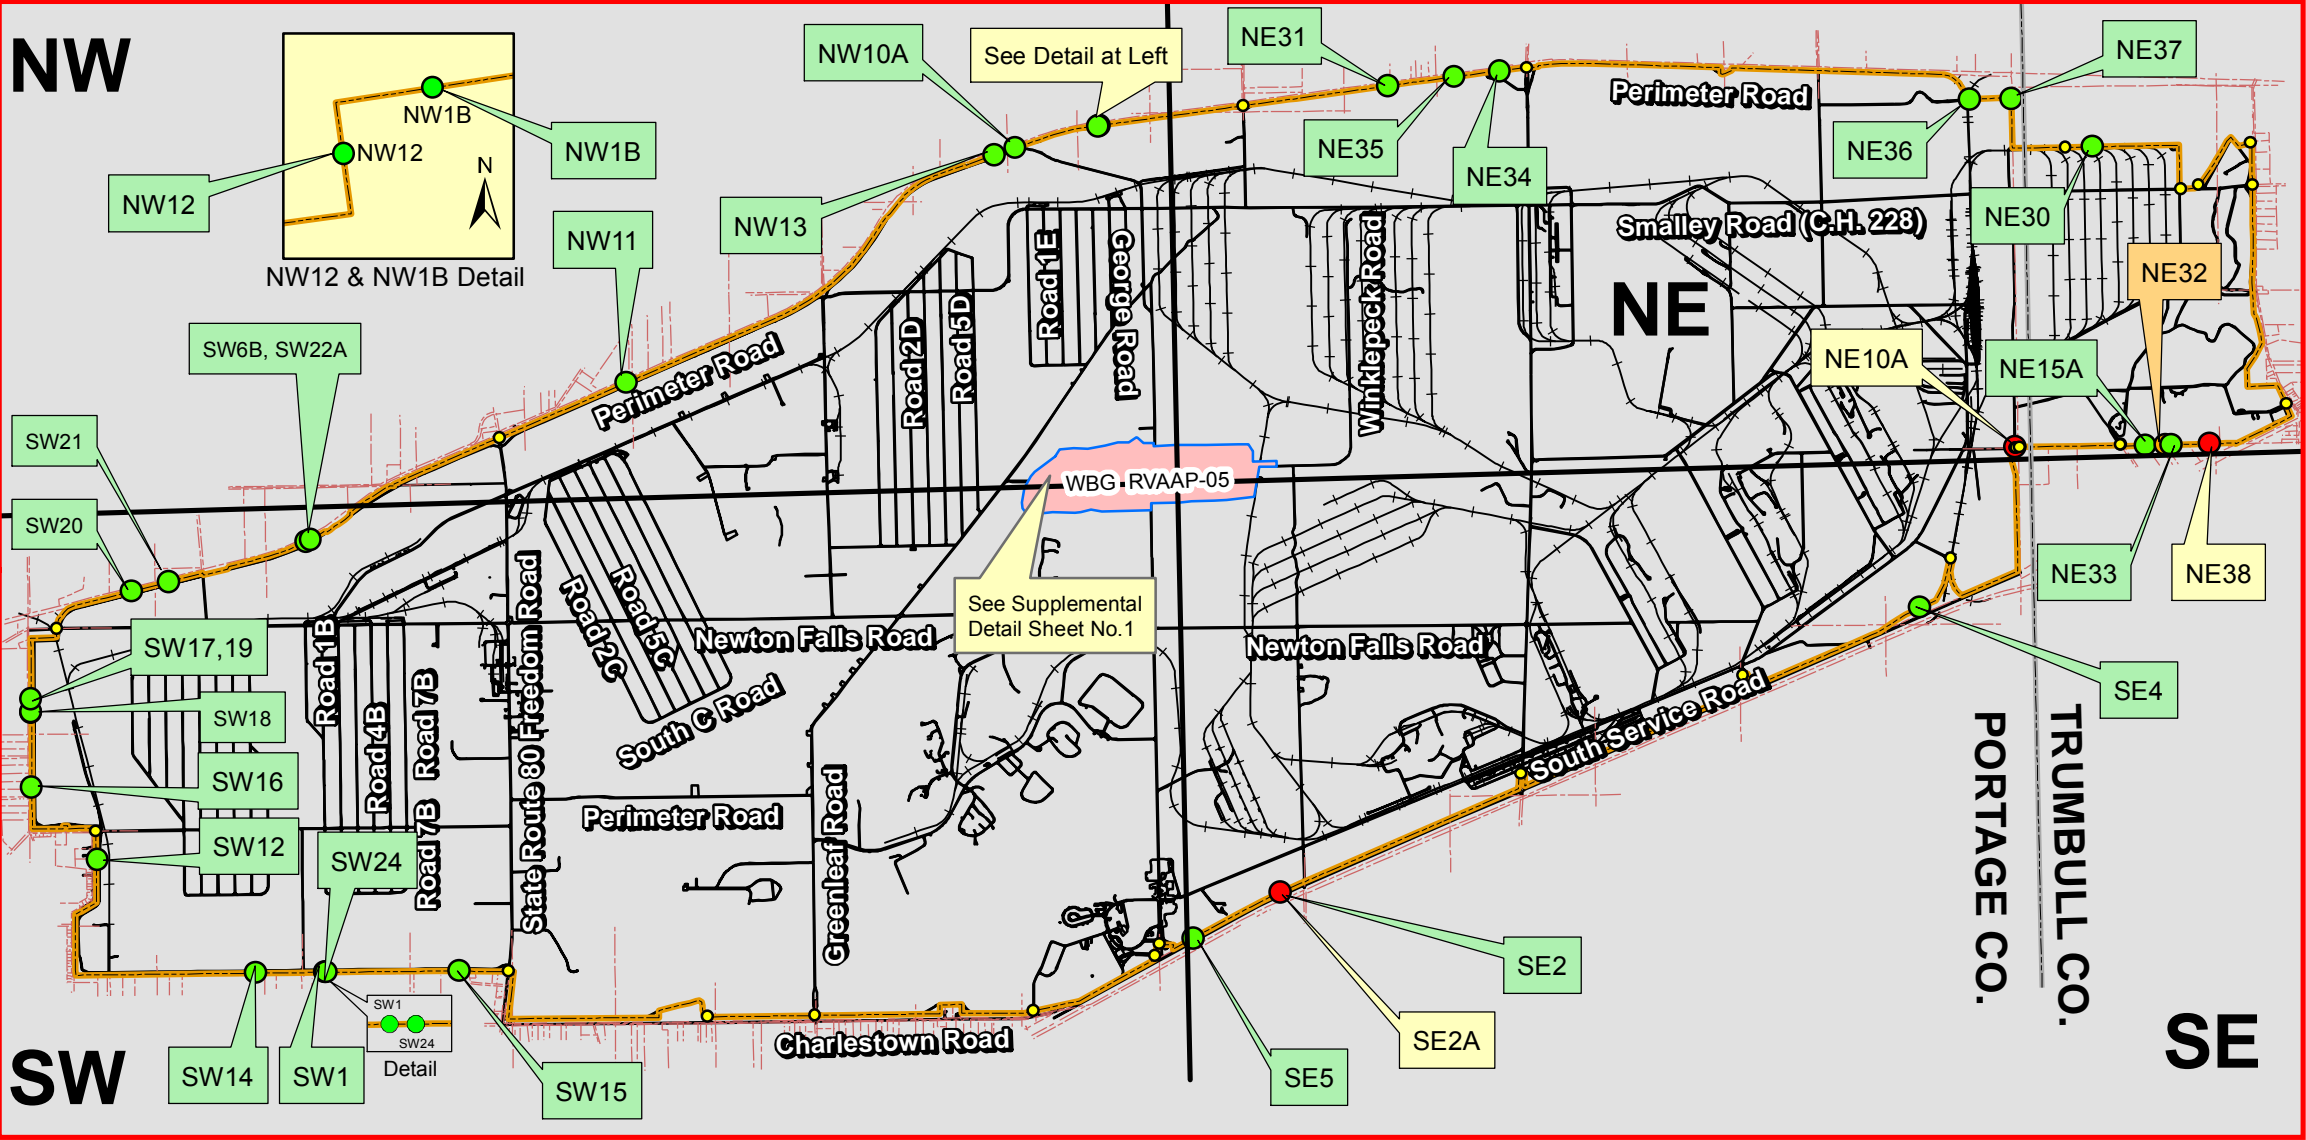 NW
NW10A
See Detail at Left
NE31
NE37
NW1B
NW12
N
NW12
NW1B
NW12 & NW1B Detail
NW11
NW13
NE35
NE34
Perimeter Road
NE36
NE30
Smalley Road (C.H. 228)
NE32
NE
NE10A
NE15A
Road 1E
George Road
Winklepeck Road
Road 2D
Road 5D
Perimeter Road
SW6B, SW22A
SW21
SW20
WBG RVAAP-05
See Supplemental
Detail Sheet No.1
NE33
NE38
SW17,19
SW18
SW16
SW12
SW24
Road 1B
Road 4B
Road 7B
Road 7B
State Route 80 Freedom Road
Road 2C
Road 5C
South C Road
Newton Falls Road
Newton Falls Road
Perimeter Road
Greenleaf Road
South Service Road
SE4
PORTAGE CO.
TRUMBULL CO.
SE2
SE2A
SE5
SE
SW
SW14
SW1
SW1
SW24
Detail
SW15
Charlestown Road